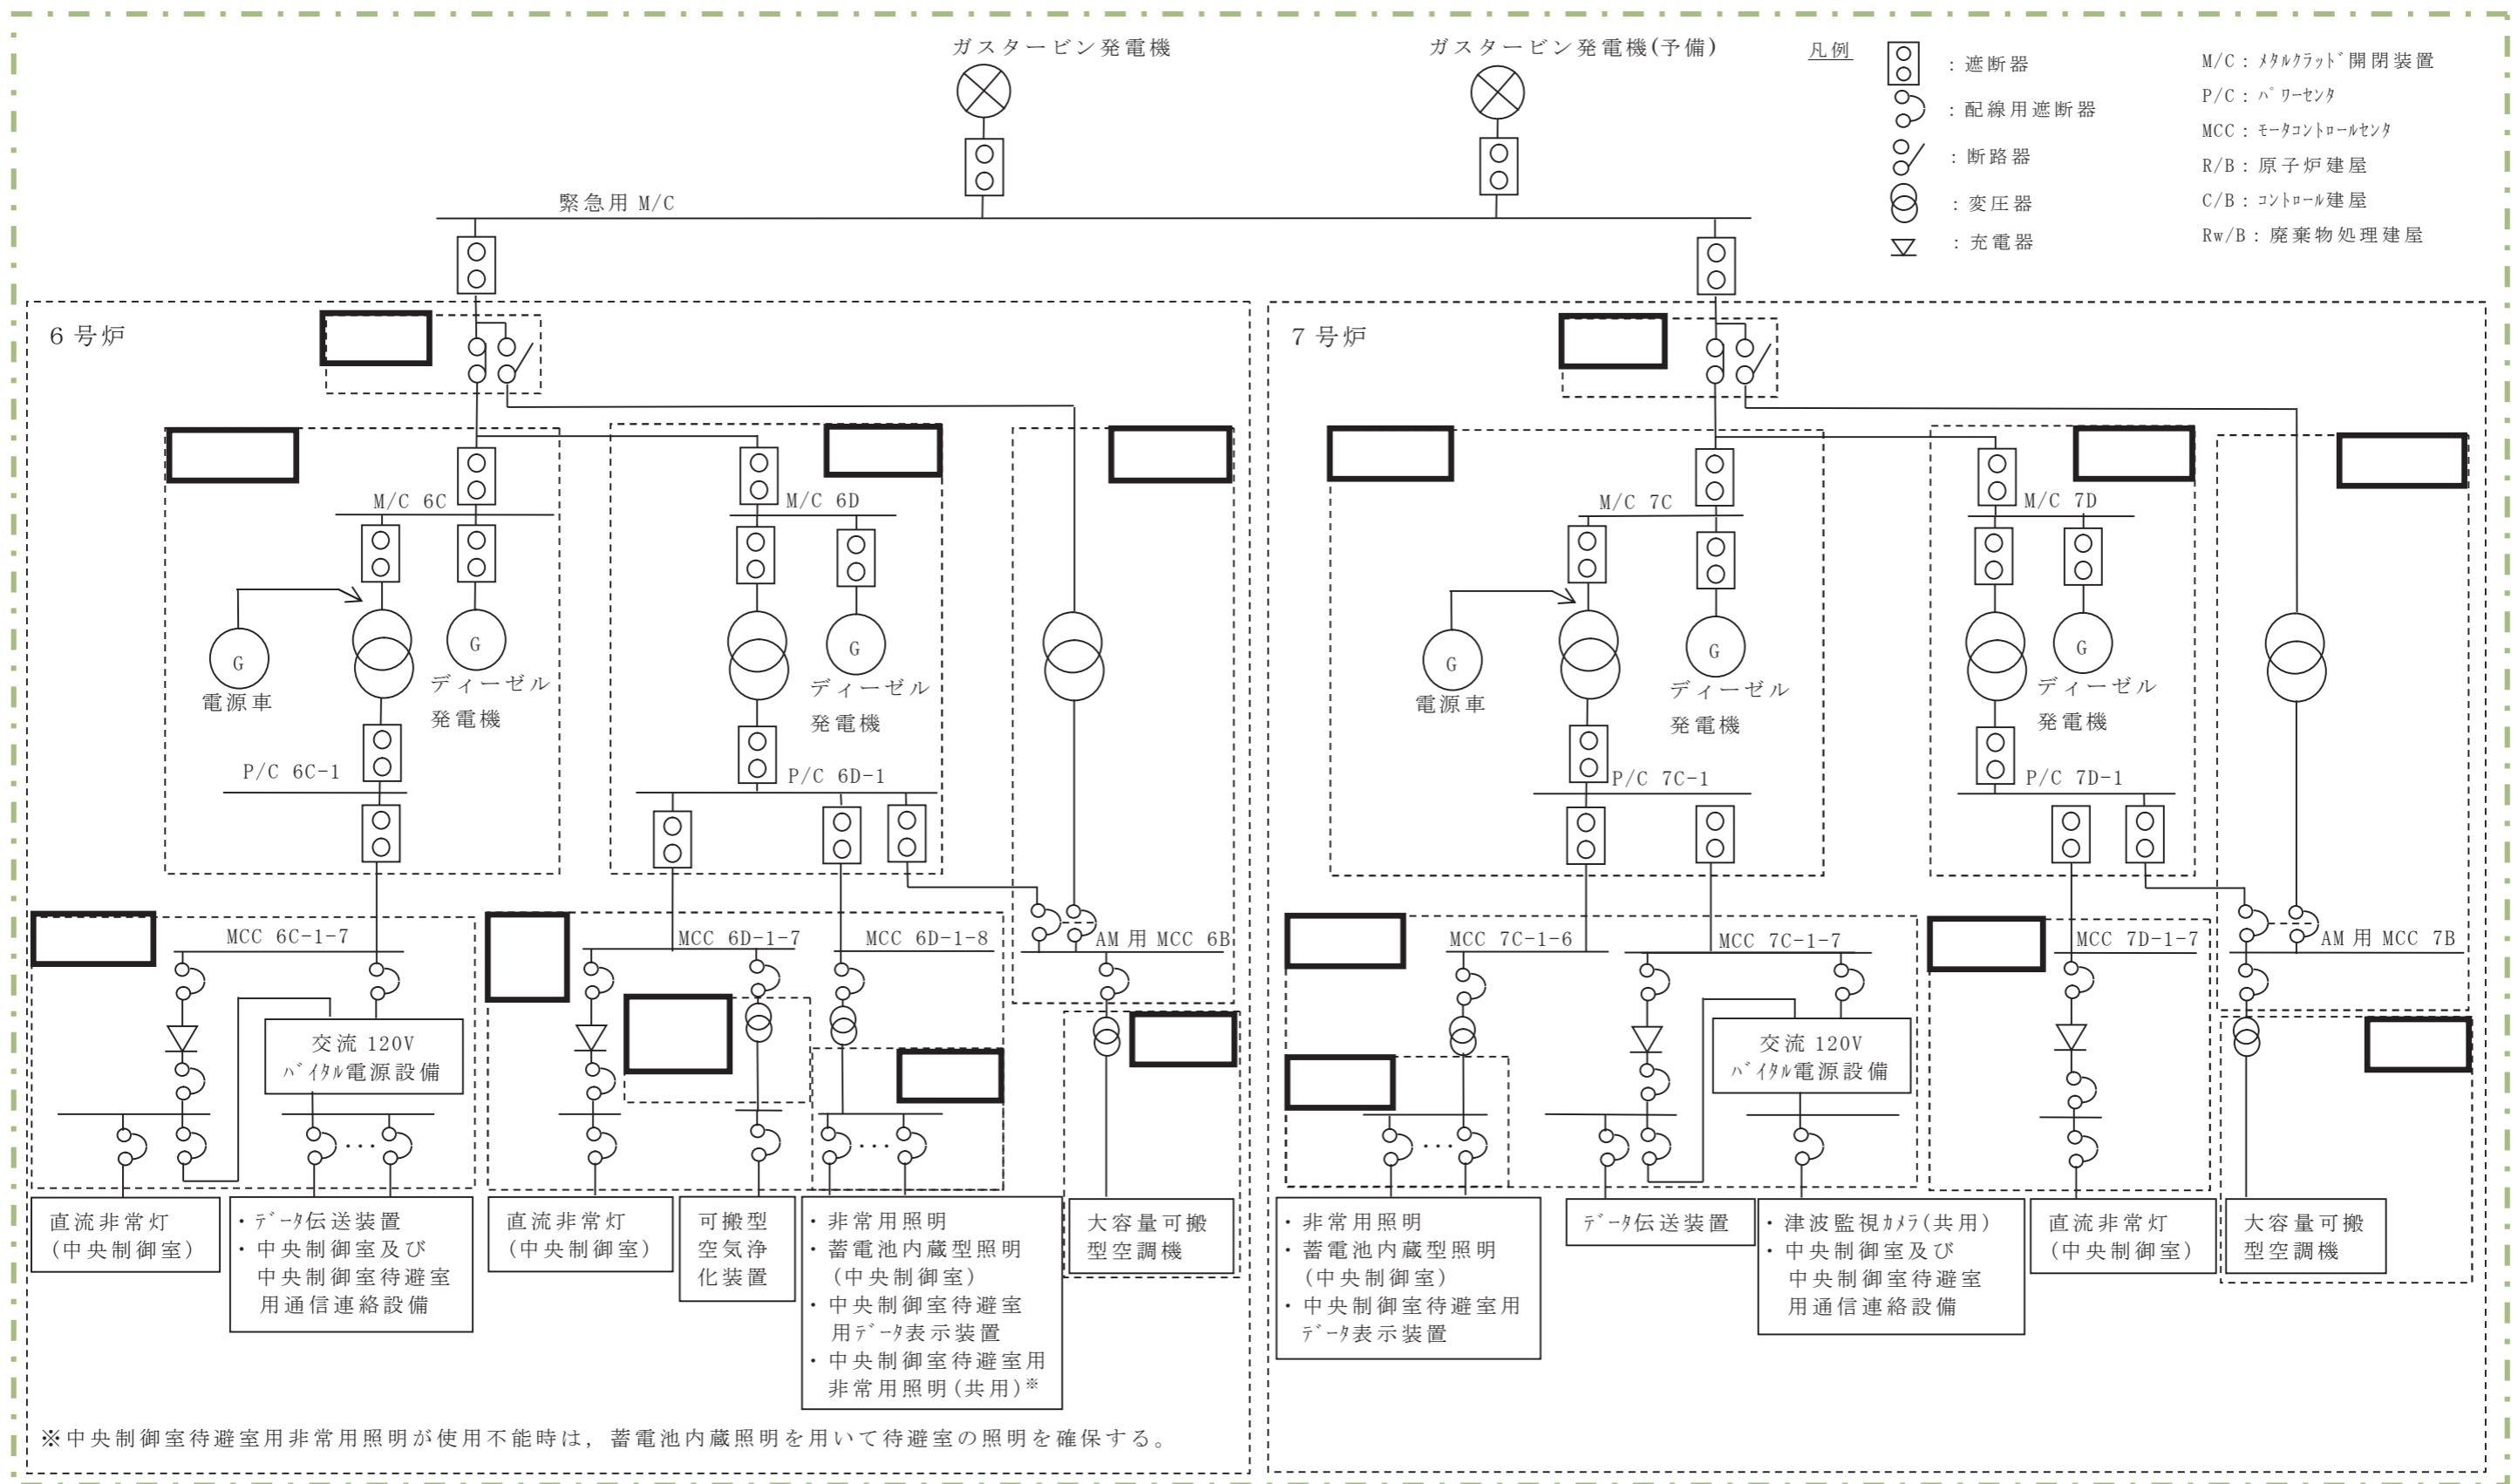 ガスタービン発電機
ガスタービン発電機(予備)
凡例
：遮断器
：配線用遮断器
：断路器
：変圧器
：充電器
M/C：ﾒﾀﾙｸﾗｯﾄﾞ開閉装置
P/C：ﾊﾟﾜｰｾﾝﾀ
MCC：ﾓｰﾀｺﾝﾄﾛｰﾙｾﾝﾀ
R/B：原子炉建屋
C/B：ｺﾝﾄﾛｰﾙ建屋
Rw/B：廃棄物処理建屋
緊急用 M/C
6 号炉
M/C 6C
M/C 6D
G
電源車
G
ディーゼル
発電機
G
ディーゼル
発電機
P/C 6C-1
P/C 6D-1
MCC 6C-1-7
MCC 6D-1-7
MCC 6D-1-8
AM 用 MCC 6B
交流 120V
ﾊﾞｲﾀﾙ電源設備
･･･
･･･
直流非常灯
(中央制御室)
・ﾃﾞｰﾀ伝送装置
・中央制御室及び
中央制御室待避室
用通信連絡設備
直流非常灯
(中央制御室)
可搬型
空気浄
化装置
・非常用照明
・蓄電池内蔵型照明
(中央制御室)
・中央制御室待避室
用ﾃﾞｰﾀ表示装置
・中央制御室待避室用
非常用照明(共用)※
大容量可搬
型空調機
※中央制御室待避室用非常用照明が使用不能時は，蓄電池内蔵照明を用いて待避室の照明を確保する。
7 号炉
M/C 7C
M/C 7D
G
電源車
G
ディーゼル
発電機
G
ディーゼル
発電機
P/C 7C-1
P/C 7D-1
MCC 7C-1-6
MCC 7C-1-7
MCC 7D-1-7
AM 用 MCC 7B
交流 120V
ﾊﾞｲﾀﾙ電源設備
･･･
・非常用照明
・蓄電池内蔵型照明
(中央制御室)
・中央制御室待避室用
ﾃﾞｰﾀ表示装置
ﾃﾞｰﾀ伝送装置
・津波監視ｶﾒﾗ(共用)
・中央制御室及び
中央制御室待避室
用通信連絡設備
直流非常灯
(中央制御室)
大容量可搬
型空調機